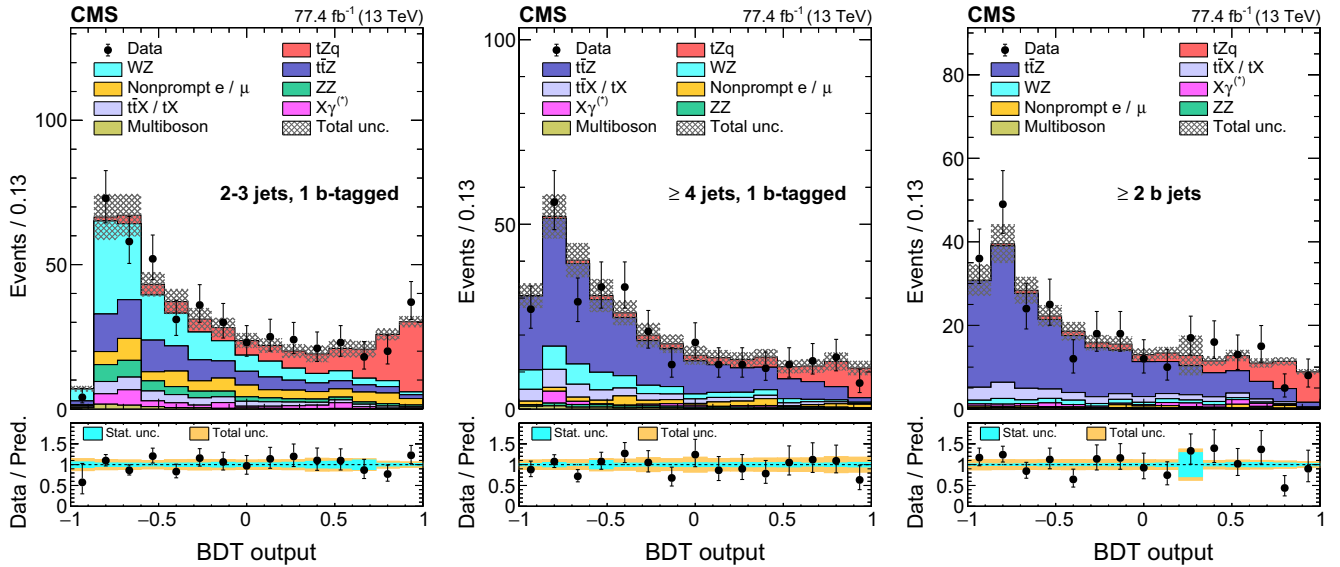 CMS 77.4 fb⁻¹ (13 TeV)
Data tZq
WZ tt̄Z
Nonprompt e / μ ZZ
tt̄X / tX Xγ(*)
Multiboson Total unc.
2-3 jets, 1 b-tagged
Events / 0.13
100
50
0
Stat. unc. Total unc.
Data / Pred.
1.5
1
0.5
0
−1 −0.5 0 0.5 1
BDT output
CMS 77.4 fb⁻¹ (13 TeV)
Data tZq
tt̄Z WZ
tt̄X / tX Nonprompt e / μ
Xγ(*) ZZ
Multiboson Total unc.
≥ 4 jets, 1 b-tagged
Events / 0.13
100
50
0
Stat. unc. Total unc.
Data / Pred.
1.5
1
0.5
0
−1 −0.5 0 0.5 1
BDT output
CMS 77.4 fb⁻¹ (13 TeV)
Data tZq
tt̄Z tt̄X / tX
WZ Xγ(*)
Nonprompt e / μ ZZ
Multiboson Total unc.
≥ 2 b jets
Events / 0.13
80
60
40
20
0
Stat. unc. Total unc.
Data / Pred.
1.5
1
0.5
0
−1 −0.5 0 0.5 1
BDT output